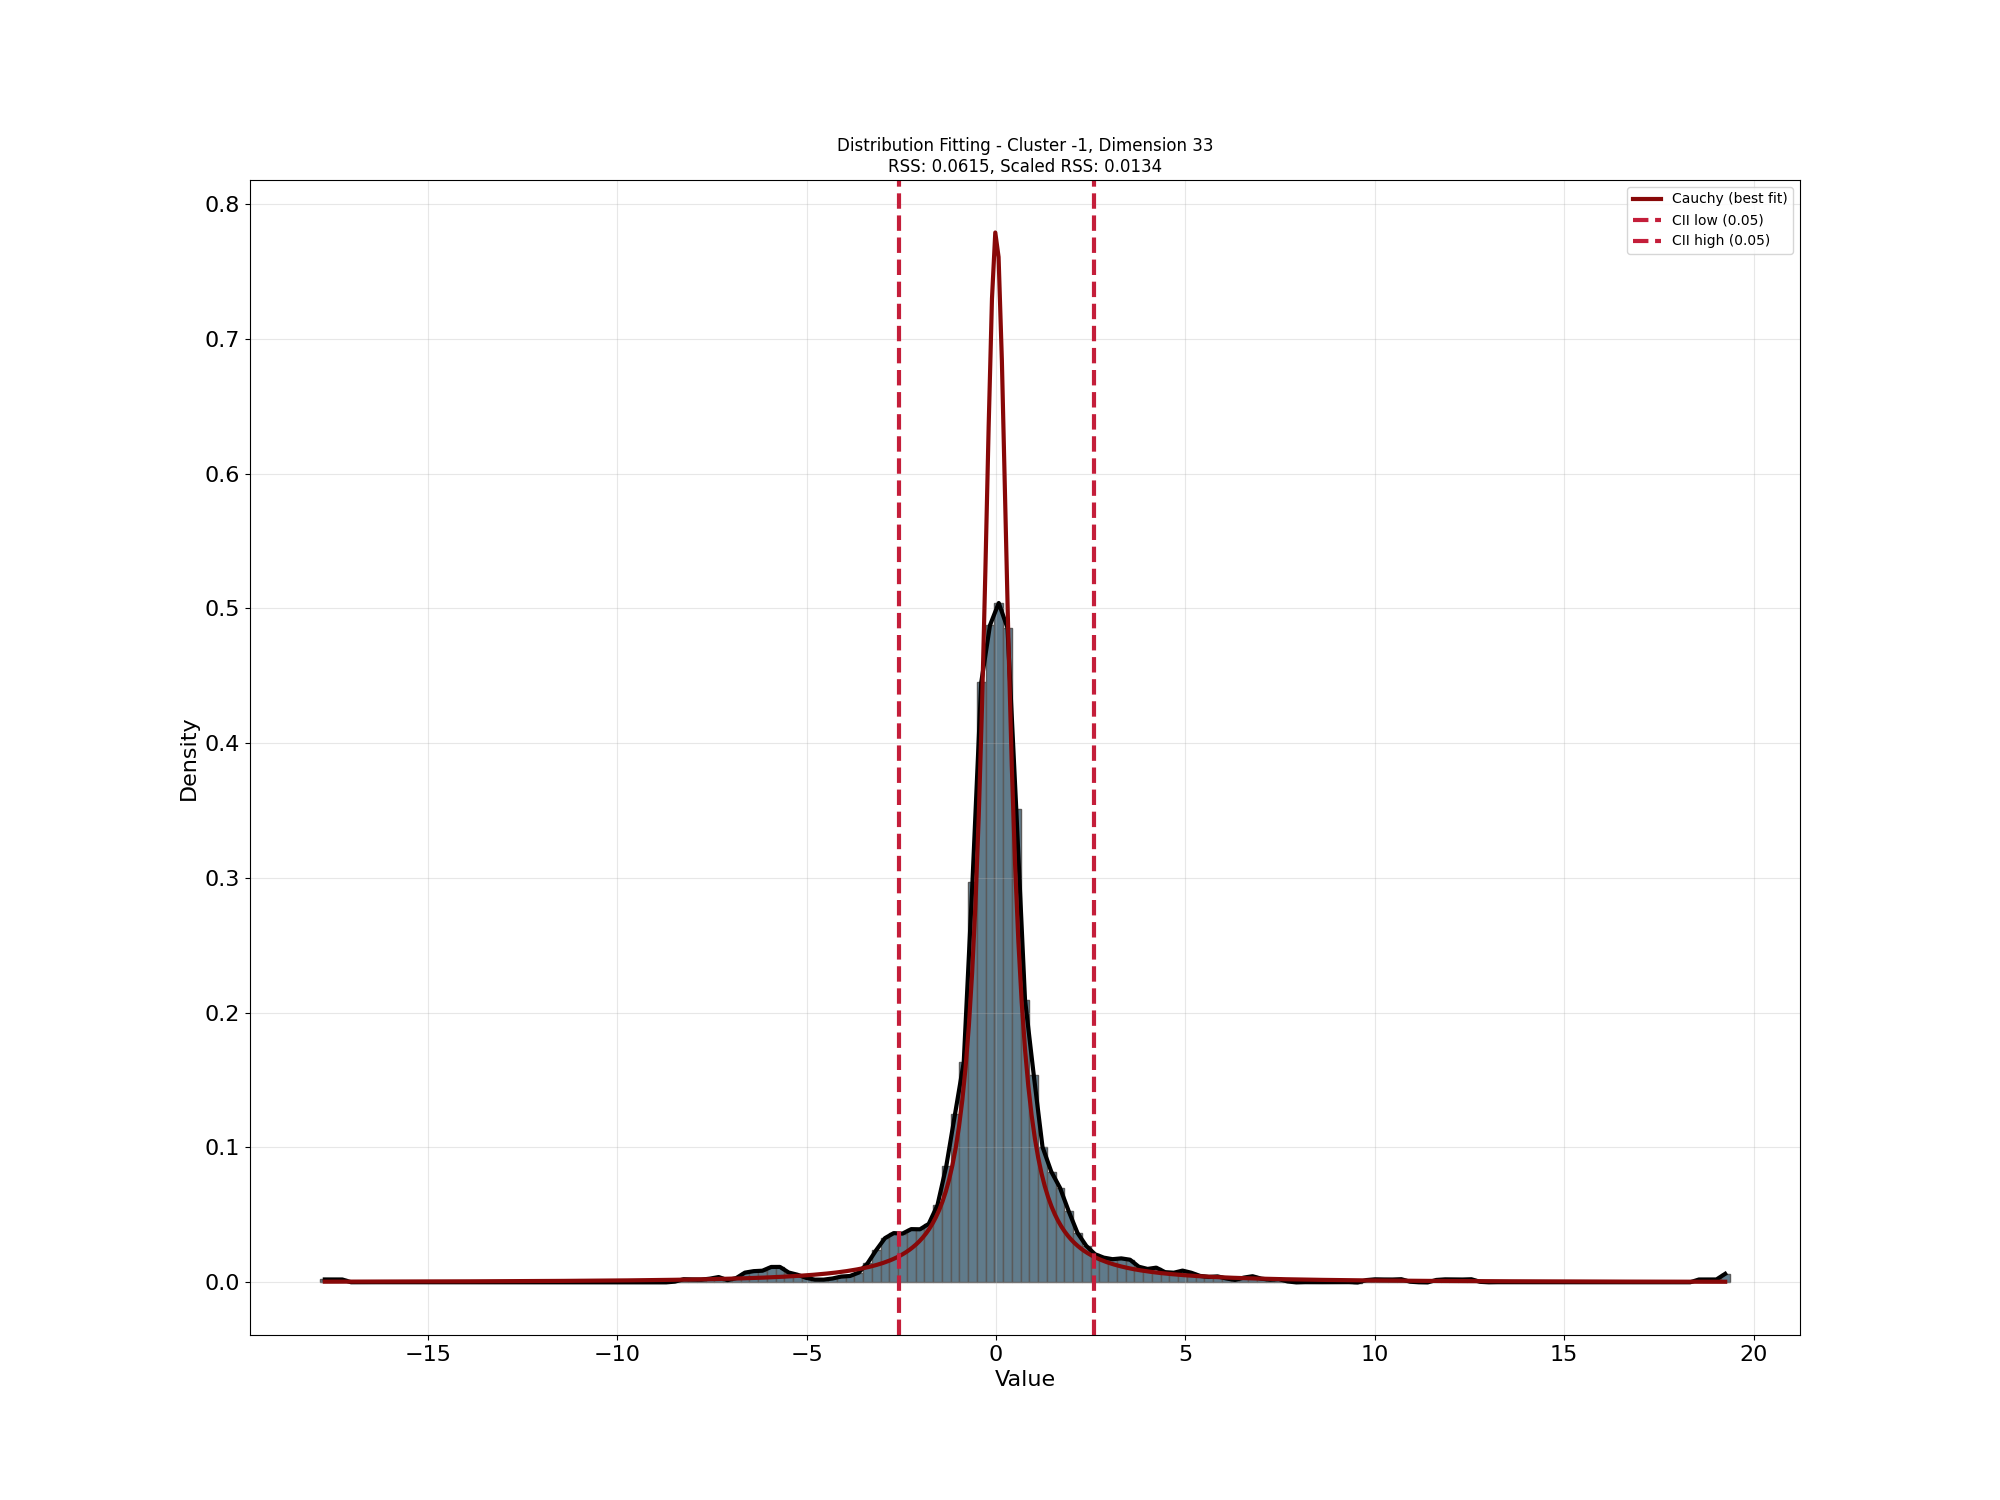 Distribution Fitting - Cluster -1, Dimension 33
RSS: 0.0615, Scaled RSS: 0.0134
Cauchy (best fit)
CII low (0.05)
CII high (0.05)
0.8
0.7
0.6
0.5
0.4
0.3
0.2
0.1
0.0
Density
−15
−10
−5
0
5
10
15
20
Value